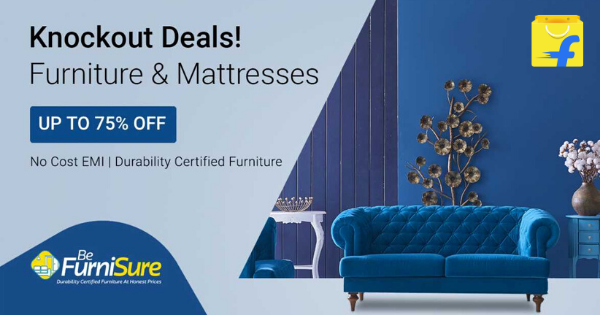 Knockout Deals!
Furniture & Mattresses
UP TO 75% OFF
No Cost EMI | Durability Certified Furniture
Be
FurniSure
Durability Certified Furniture At Honest Prices
f